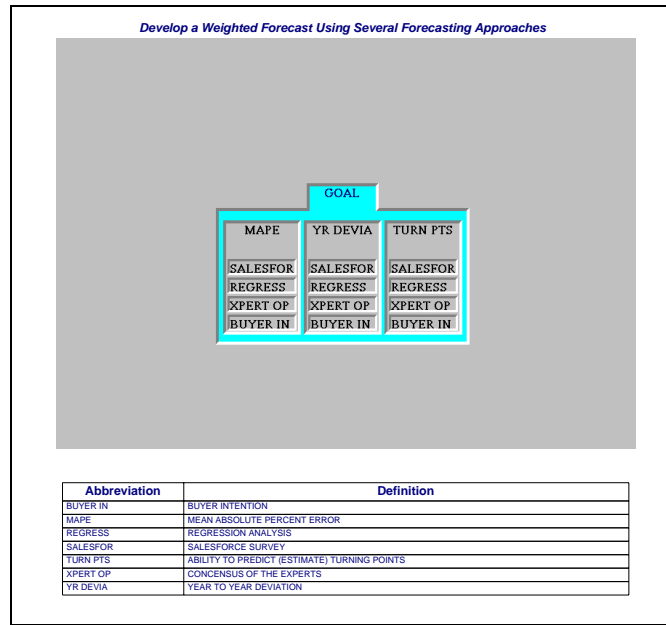 Develop a Weighted Forecast Using Several Forecasting Approaches
GOAL
MAPE YR DEVIA TURN PTS
SALESFOR SALESFOR SALESFOR
REGRESS REGRESS REGRESS
XPERT OP XPERT OP XPERT OP
BUYER IN BUYER IN BUYER IN
Abbreviation Definition
BUYER IN BUYER INTENTION
MAPE MEAN ABSOLUTE PERCENT ERROR
REGRESS REGRESSION ANALYSIS
SALESFOR SALESFORCE SURVEY
TURN PTS ABILITY TO PREDICT (ESTIMATE) TURNING POINTS
XPERT OP CONCENSUS OF THE EXPERTS
YR DEVIA YEAR TO YEAR DEVIATION